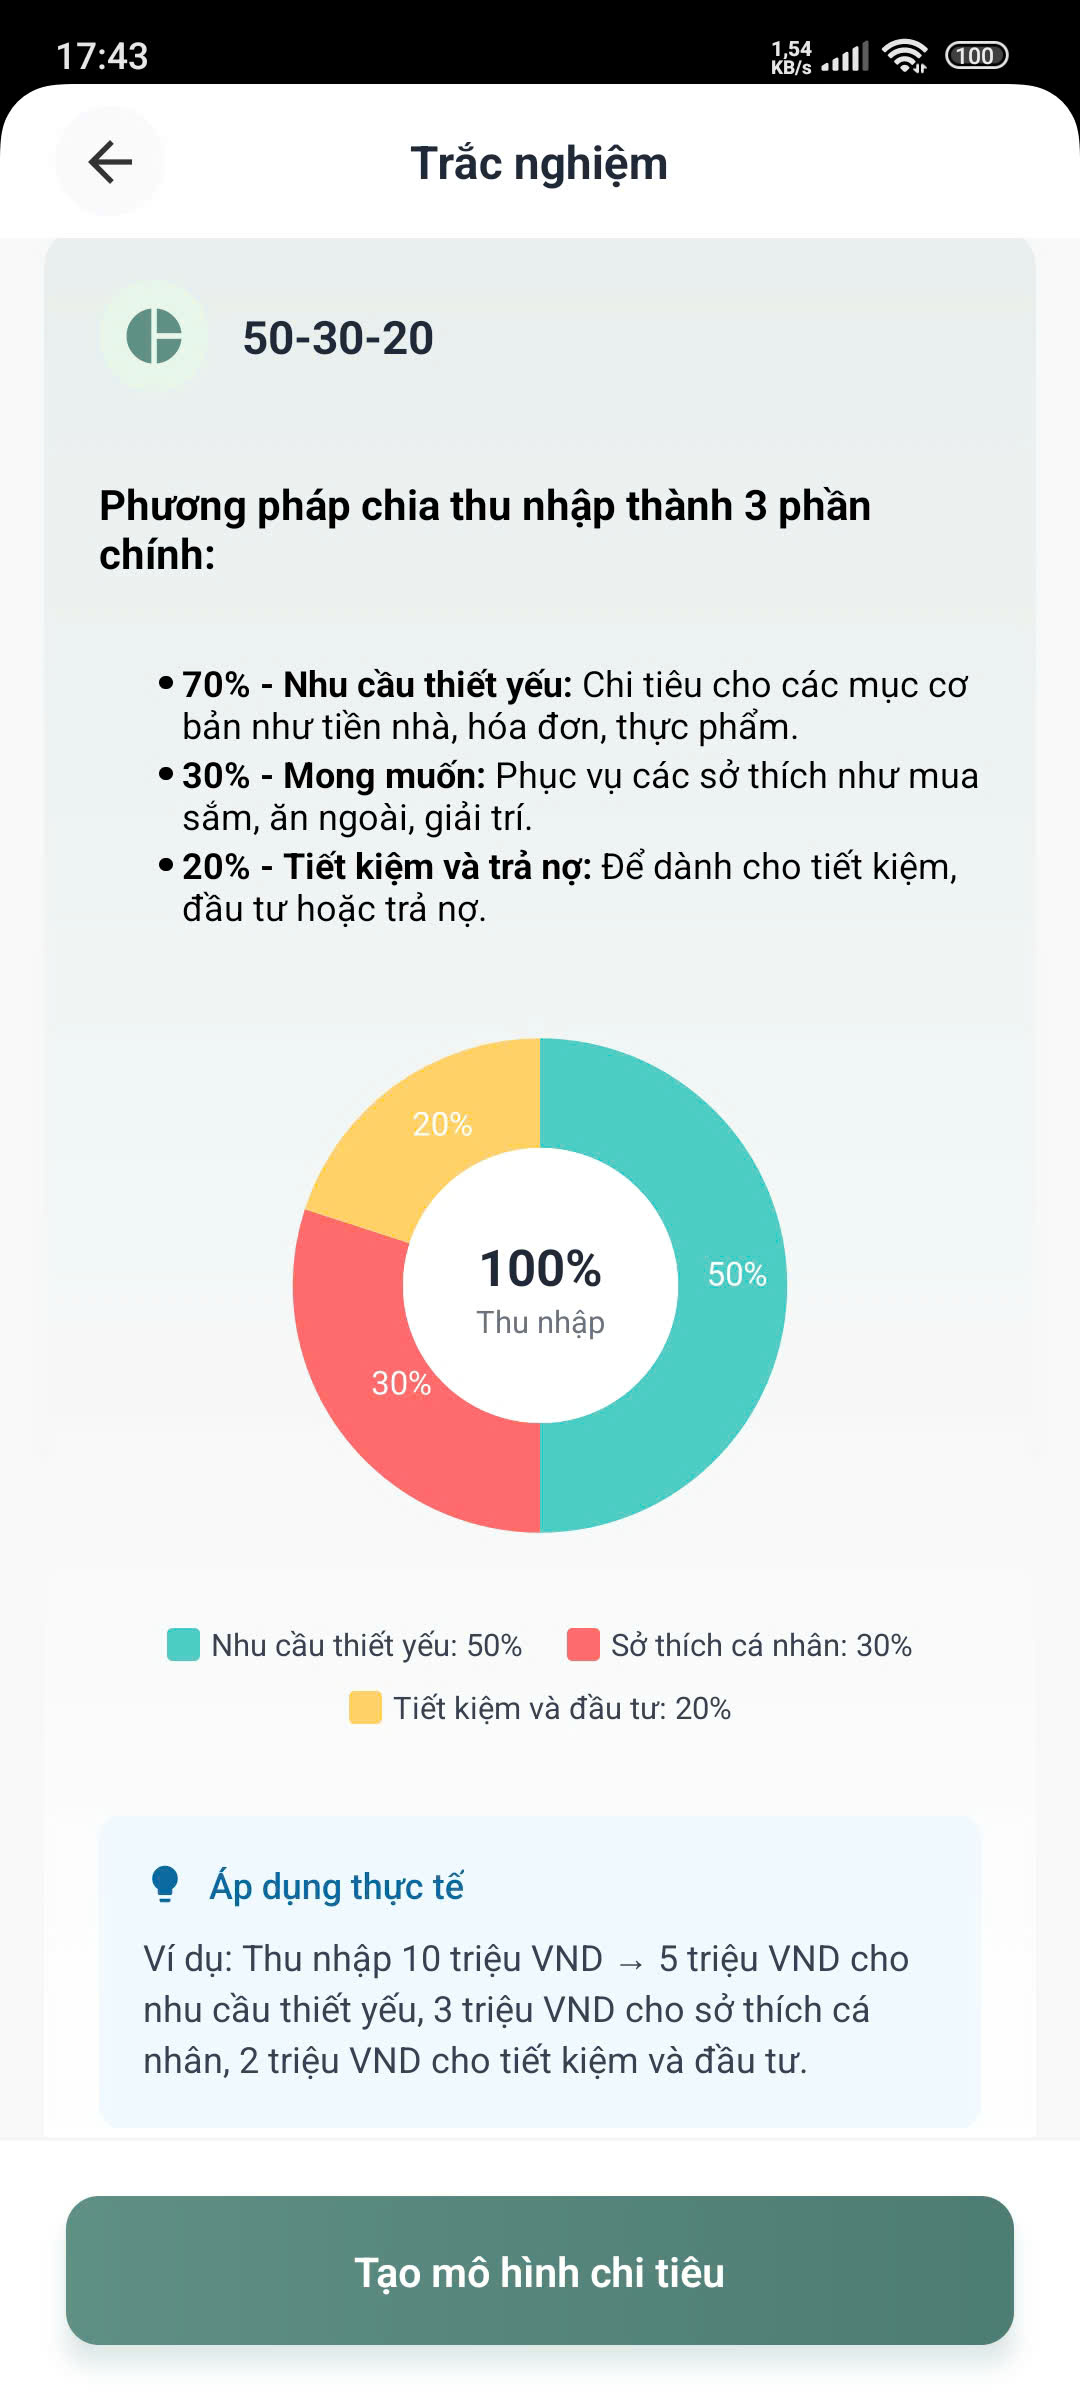 17:43
1,54
KB/s
100
Trắc nghiệm
50-30-20
Phương pháp chia thu nhập thành 3 phần
chính:
• 70% - Nhu cầu thiết yếu: Chi tiêu cho các mục cơ
bản như tiền nhà, hóa đơn, thực phẩm.
• 30% - Mong muốn: Phục vụ các sở thích như mua
sắm, ăn ngoài, giải trí.
• 20% - Tiết kiệm và trả nợ: Để dành cho tiết kiệm,
đầu tư hoặc trả nợ.
20%
50%
100%
Thu nhập
30%
Nhu cầu thiết yếu: 50%
Sở thích cá nhân: 30%
Tiết kiệm và đầu tư: 20%
Áp dụng thực tế
Ví dụ: Thu nhập 10 triệu VND → 5 triệu VND cho
nhu cầu thiết yếu, 3 triệu VND cho sở thích cá
nhân, 2 triệu VND cho tiết kiệm và đầu tư.
Tạo mô hình chi tiêu